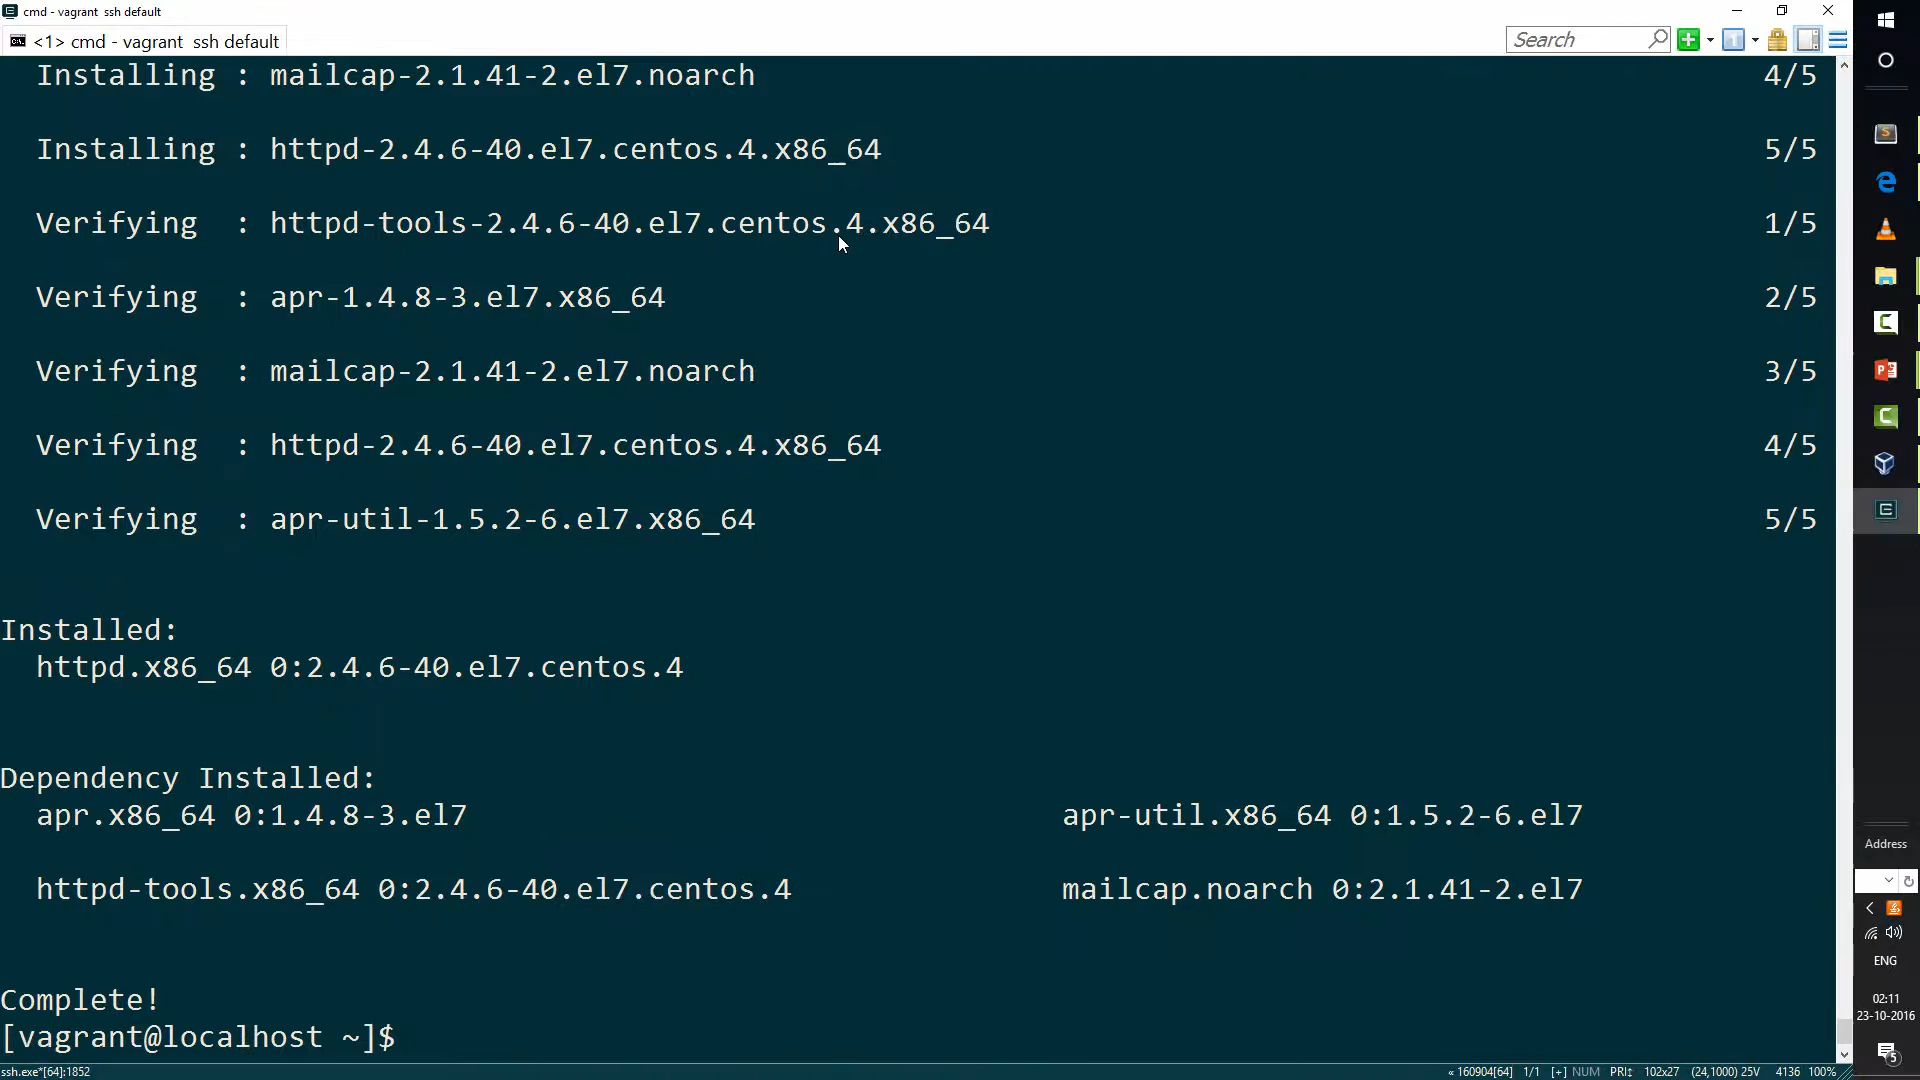 cmd - vagrant  ssh default
<1> cmd - vagrant  ssh default
Search
Installing : mailcap-2.1.41-2.el7.noarch 4/5
Installing : httpd-2.4.6-40.el7.centos.4.x86_64 5/5
Verifying  : httpd-tools-2.4.6-40.el7.centos.4.x86_64 1/5
Verifying  : apr-1.4.8-3.el7.x86_64 2/5
Verifying  : mailcap-2.1.41-2.el7.noarch 3/5
Verifying  : httpd-2.4.6-40.el7.centos.4.x86_64 4/5
Verifying  : apr-util-1.5.2-6.el7.x86_64 5/5
Installed:
httpd.x86_64 0:2.4.6-40.el7.centos.4
Dependency Installed:
apr.x86_64 0:1.4.8-3.el7 apr-util.x86_64 0:1.5.2-6.el7
httpd-tools.x86_64 0:2.4.6-40.el7.centos.4 mailcap.noarch 0:2.1.41-2.el7
Complete!
[vagrant@localhost ~]$
ssh.exe*[64]:1852 « 160904[64] 1/1 [+] NUM PRI↕ 102x27 (24,1000) 25V 4136 100%
Address
ENG
02:11
23-10-2016
5